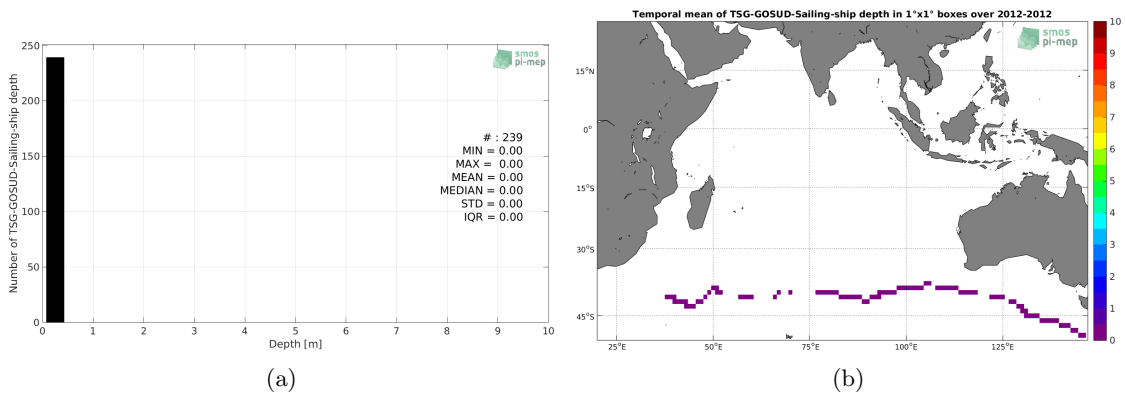 Temporal mean of TSG-GOSUD-Sailing-ship depth in 1°x1° boxes over 2012-2012
250
200
150
100
50
0
Number of TSG-GOSUD-Sailing-ship depth
smos
pi-mep
# : 239
MIN = 0.00
MAX = 0.00
MEAN = 0.00
MEDIAN = 0.00
STD = 0.00
IQR = 0.00
0 1 2 3 4 5 6 7 8 9 10
Depth [m]
(a)
smos
pi-mep
15°N
0°
15°S
30°S
45°S
25°E 50°E 75°E 100°E 125°E
10
9
8
7
6
5
4
3
2
1
0
(b)